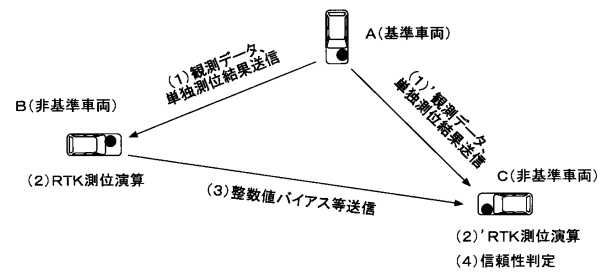 A(基準車両)
(1)観測データ、
単独測位結果送信
(1)'観測データ、
単独測位結果送信
B(非基準車両)
(2)RTK測位演算
(3)整数値バイアス等送信
C(非基準車両)
(2)'RTK測位演算
(4)信頼性判定